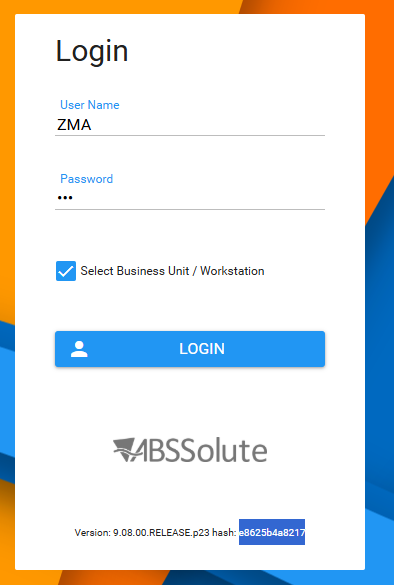 Login
User Name
ZMA
Password
•••
Select Business Unit / Workstation
LOGIN
ABSSolute
Version: 9.08.00.RELEASE.p23 hash: e8625b4a8217